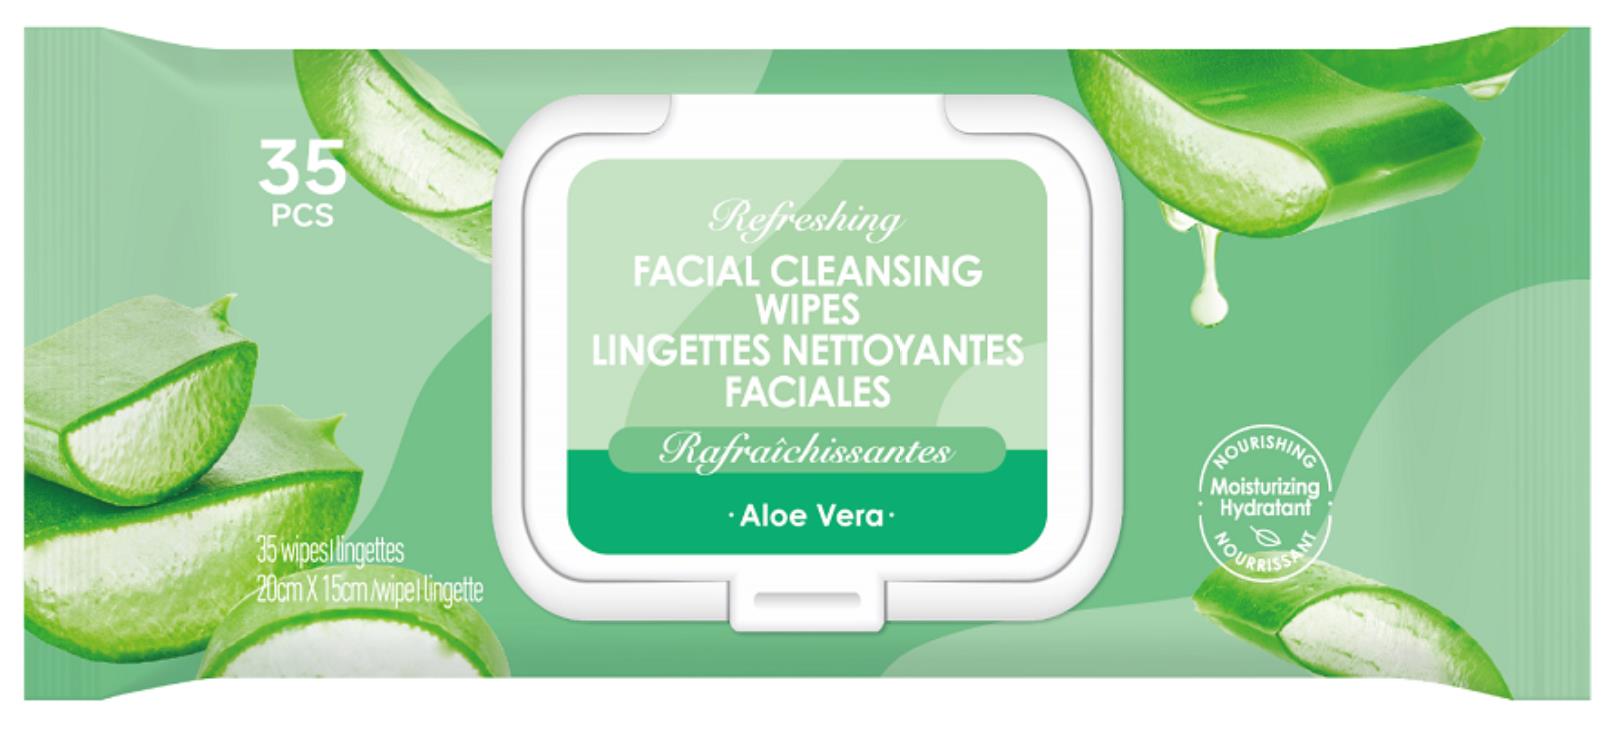 35
PCS
Refreshing
FACIAL CLEANSING
WIPES
LINGETTES NETTOYANTES
FACIALES
Rafraîchissantes
·Aloe Vera·
35 wipes|lingettes
20cm X 15cm/wipe|lingette
NOURISHING
Moisturizing
Hydratant
NOURRISSANT